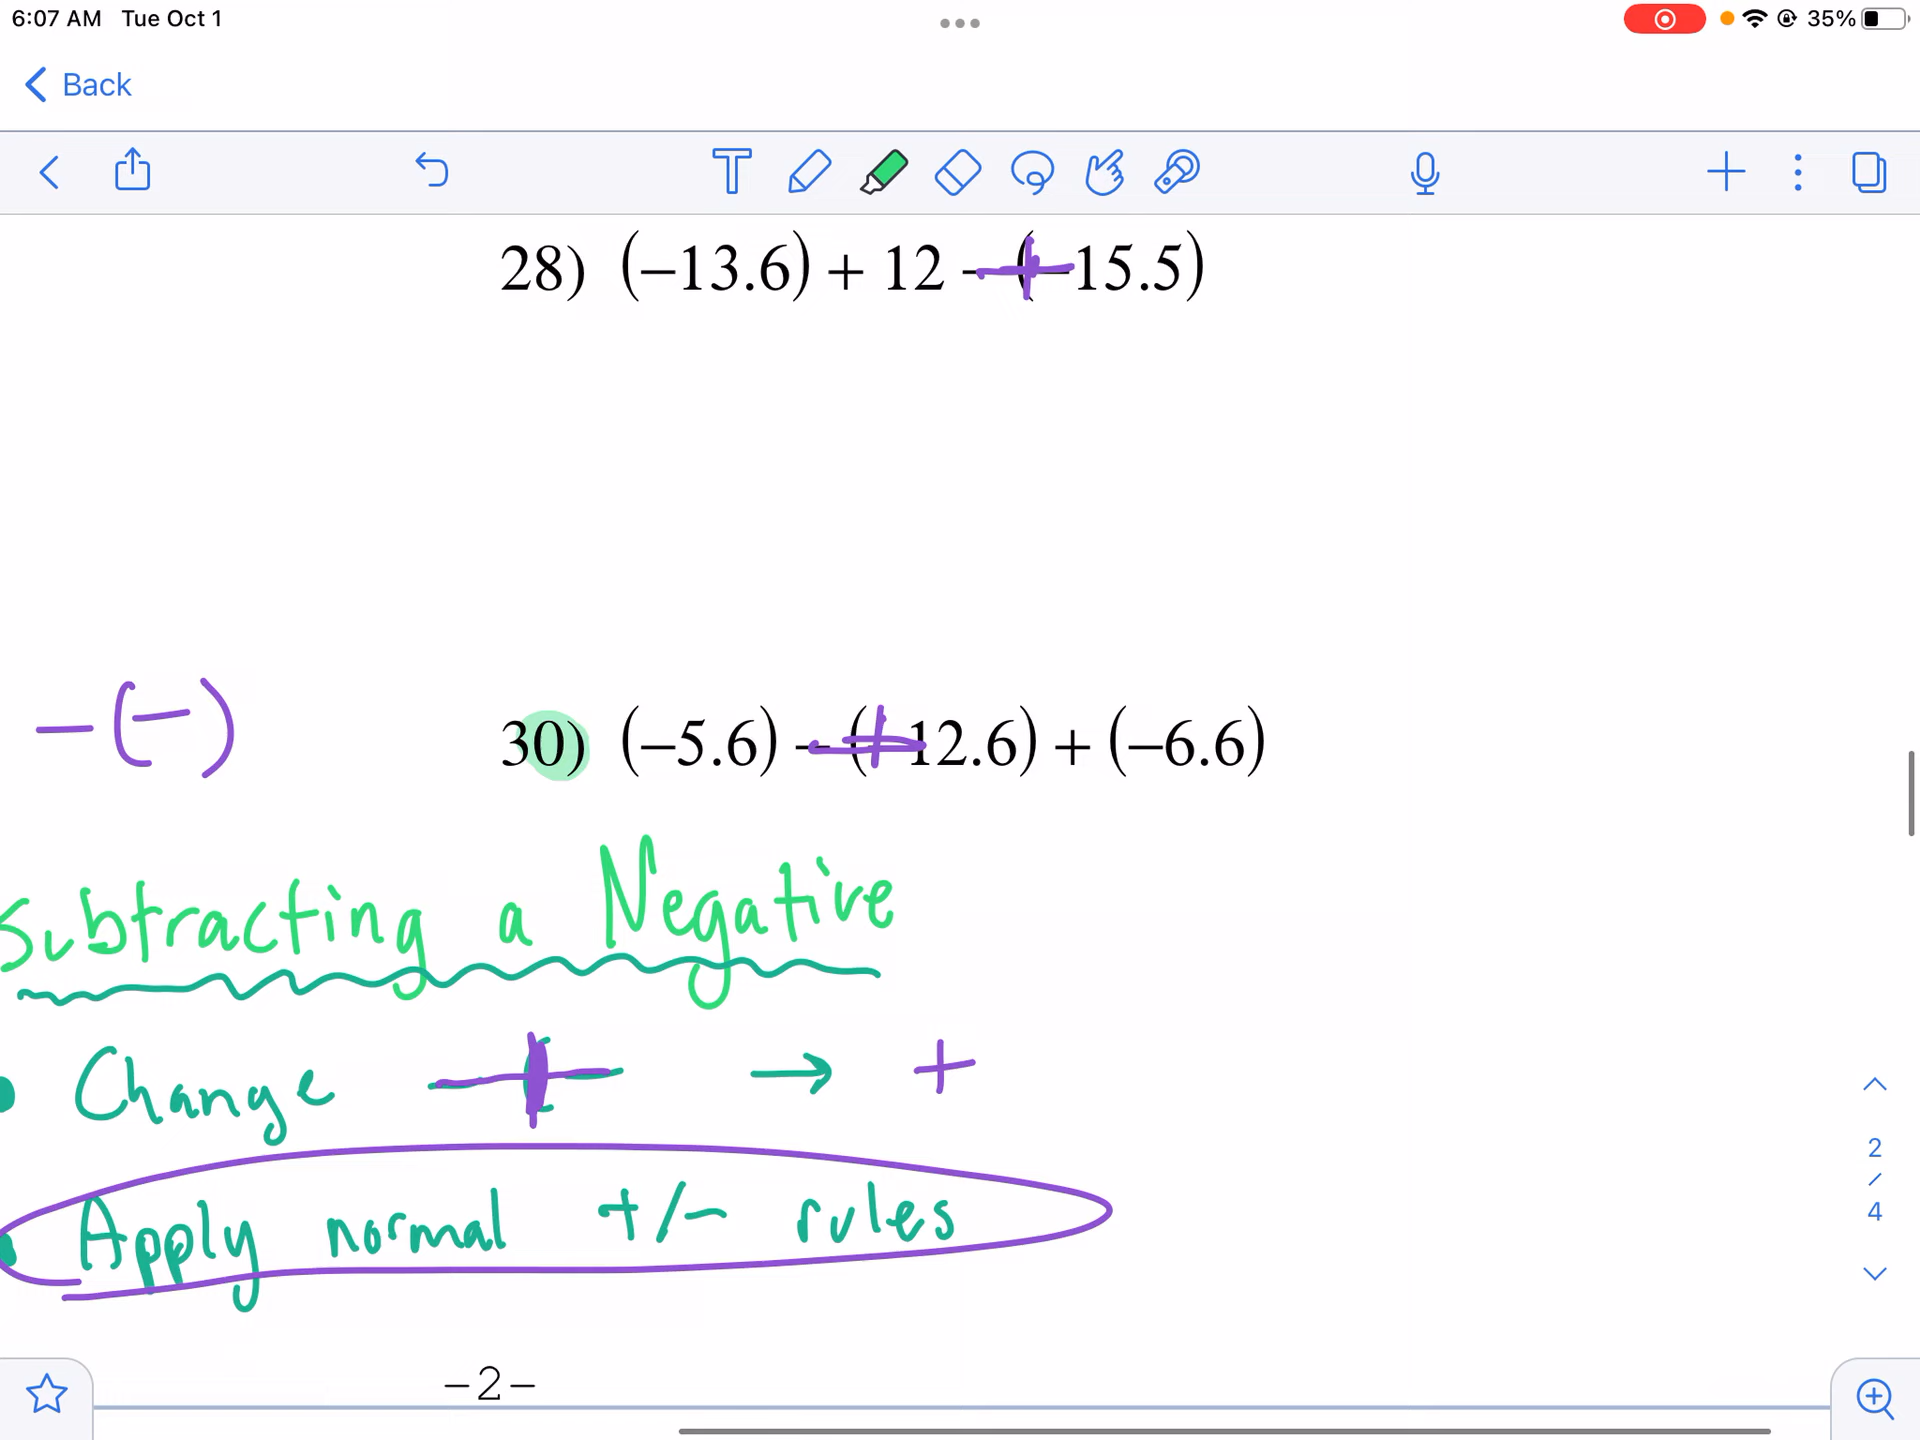 6:07 AM Tue Oct 1
35%
Back
28) (−13.6) + 12 − (−15.5)
−(−)
30) (−5.6) − (−12.6) + (−6.6)
Subtracting a Negative
Change −(− → +
Apply normal +/− rules
2
/
4
-2-